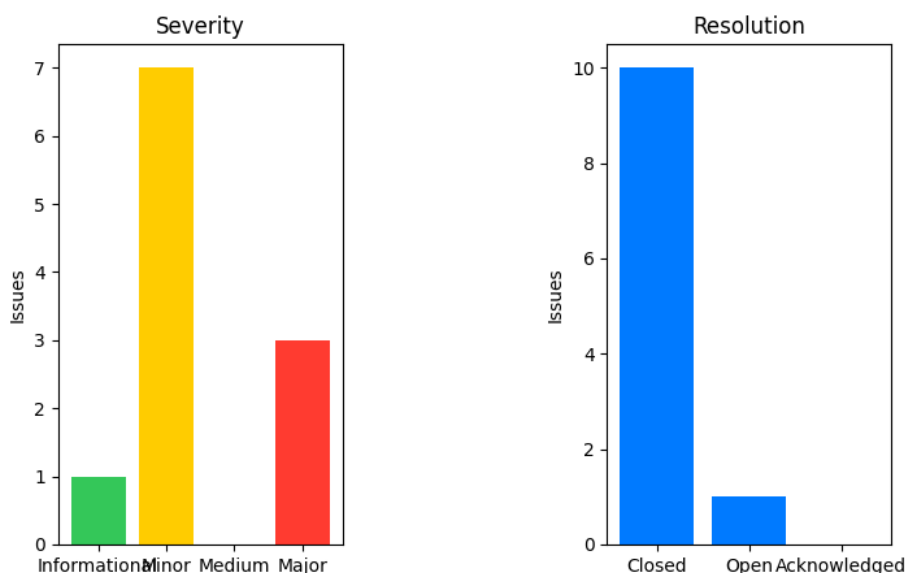 Severity
Issues
7
6
5
4
3
2
1
0
Informational Minor Medium Major
Resolution
Issues
10
8
6
4
2
0
Closed Open Acknowledged